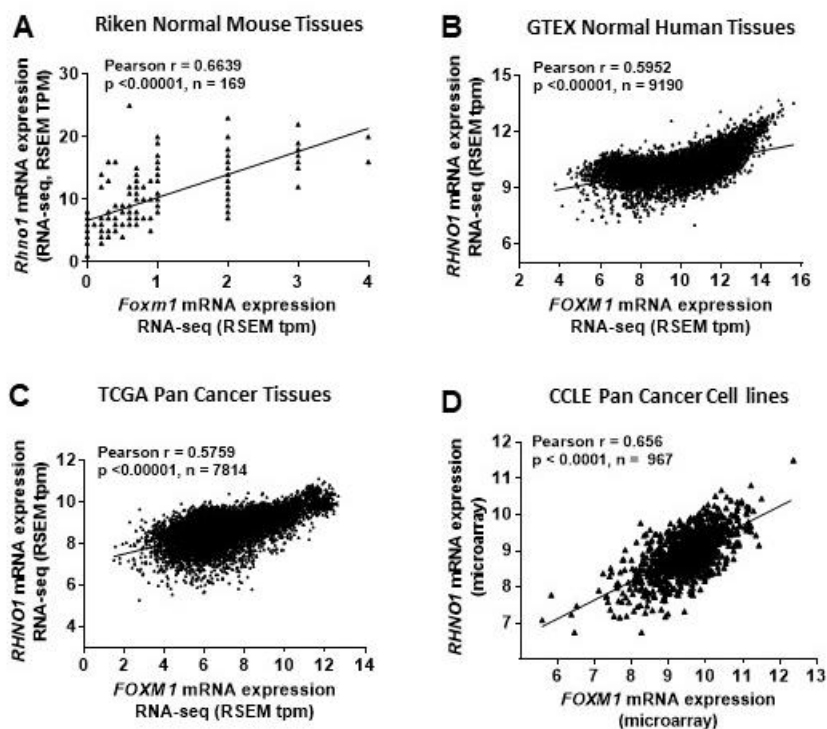 A
Riken Normal Mouse Tissues
Pearson r = 0.6639
p <0.00001, n = 169
Rhno1 mRNA expression
(RNA-seq, RSEM TPM)
30
20
10
0
0 1 2 3 4
Foxm1 mRNA expression
RNA-seq (RSEM tpm)
B
GTEX Normal Human Tissues
Pearson r = 0.5952
p <0.00001, n = 9190
RHNO1 mRNA expression
RNA-seq (RSEM tpm)
15
12
9
6
2 4 6 8 10 12 14 16
FOXM1 mRNA expression
RNA-seq (RSEM tpm)
C
TCGA Pan Cancer Tissues
Pearson r = 0.5759
p <0.00001, n = 7814
RHNO1 mRNA expression
RNA-seq (RSEM tpm)
12
10
8
6
4
0 2 4 6 8 10 12 14
FOXM1 mRNA expression
RNA-seq (RSEM tpm)
D
CCLE Pan Cancer Cell lines
Pearson r = 0.656
p < 0.0001, n = 967
RHNO1 mRNA expression
(microarray)
12
11
10
9
8
7
6 7 8 9 10 11 12 13
FOXM1 mRNA expression
(microarray)